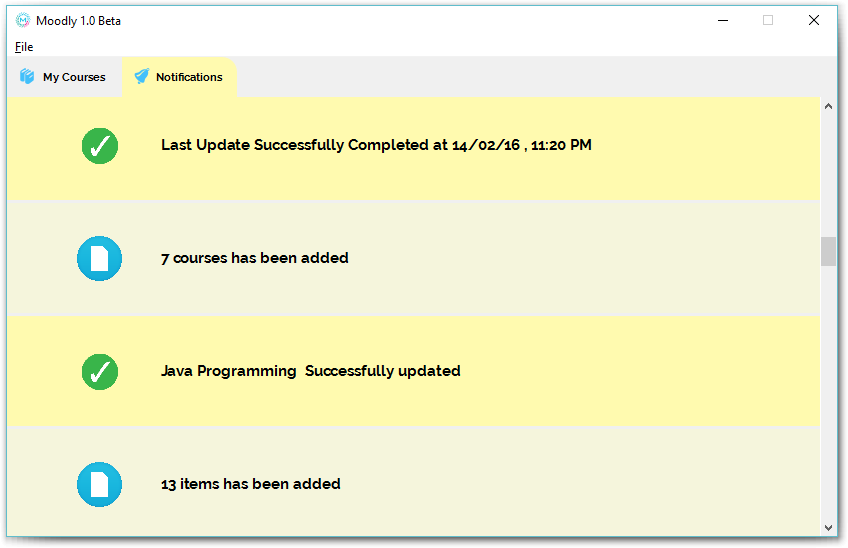 Moodly 1.0 Beta
File
My Courses
Notifications
Last Update Successfully Completed at 14/02/16 , 11:20 PM
7 courses has been added
Java Programming  Successfully updated
13 items has been added